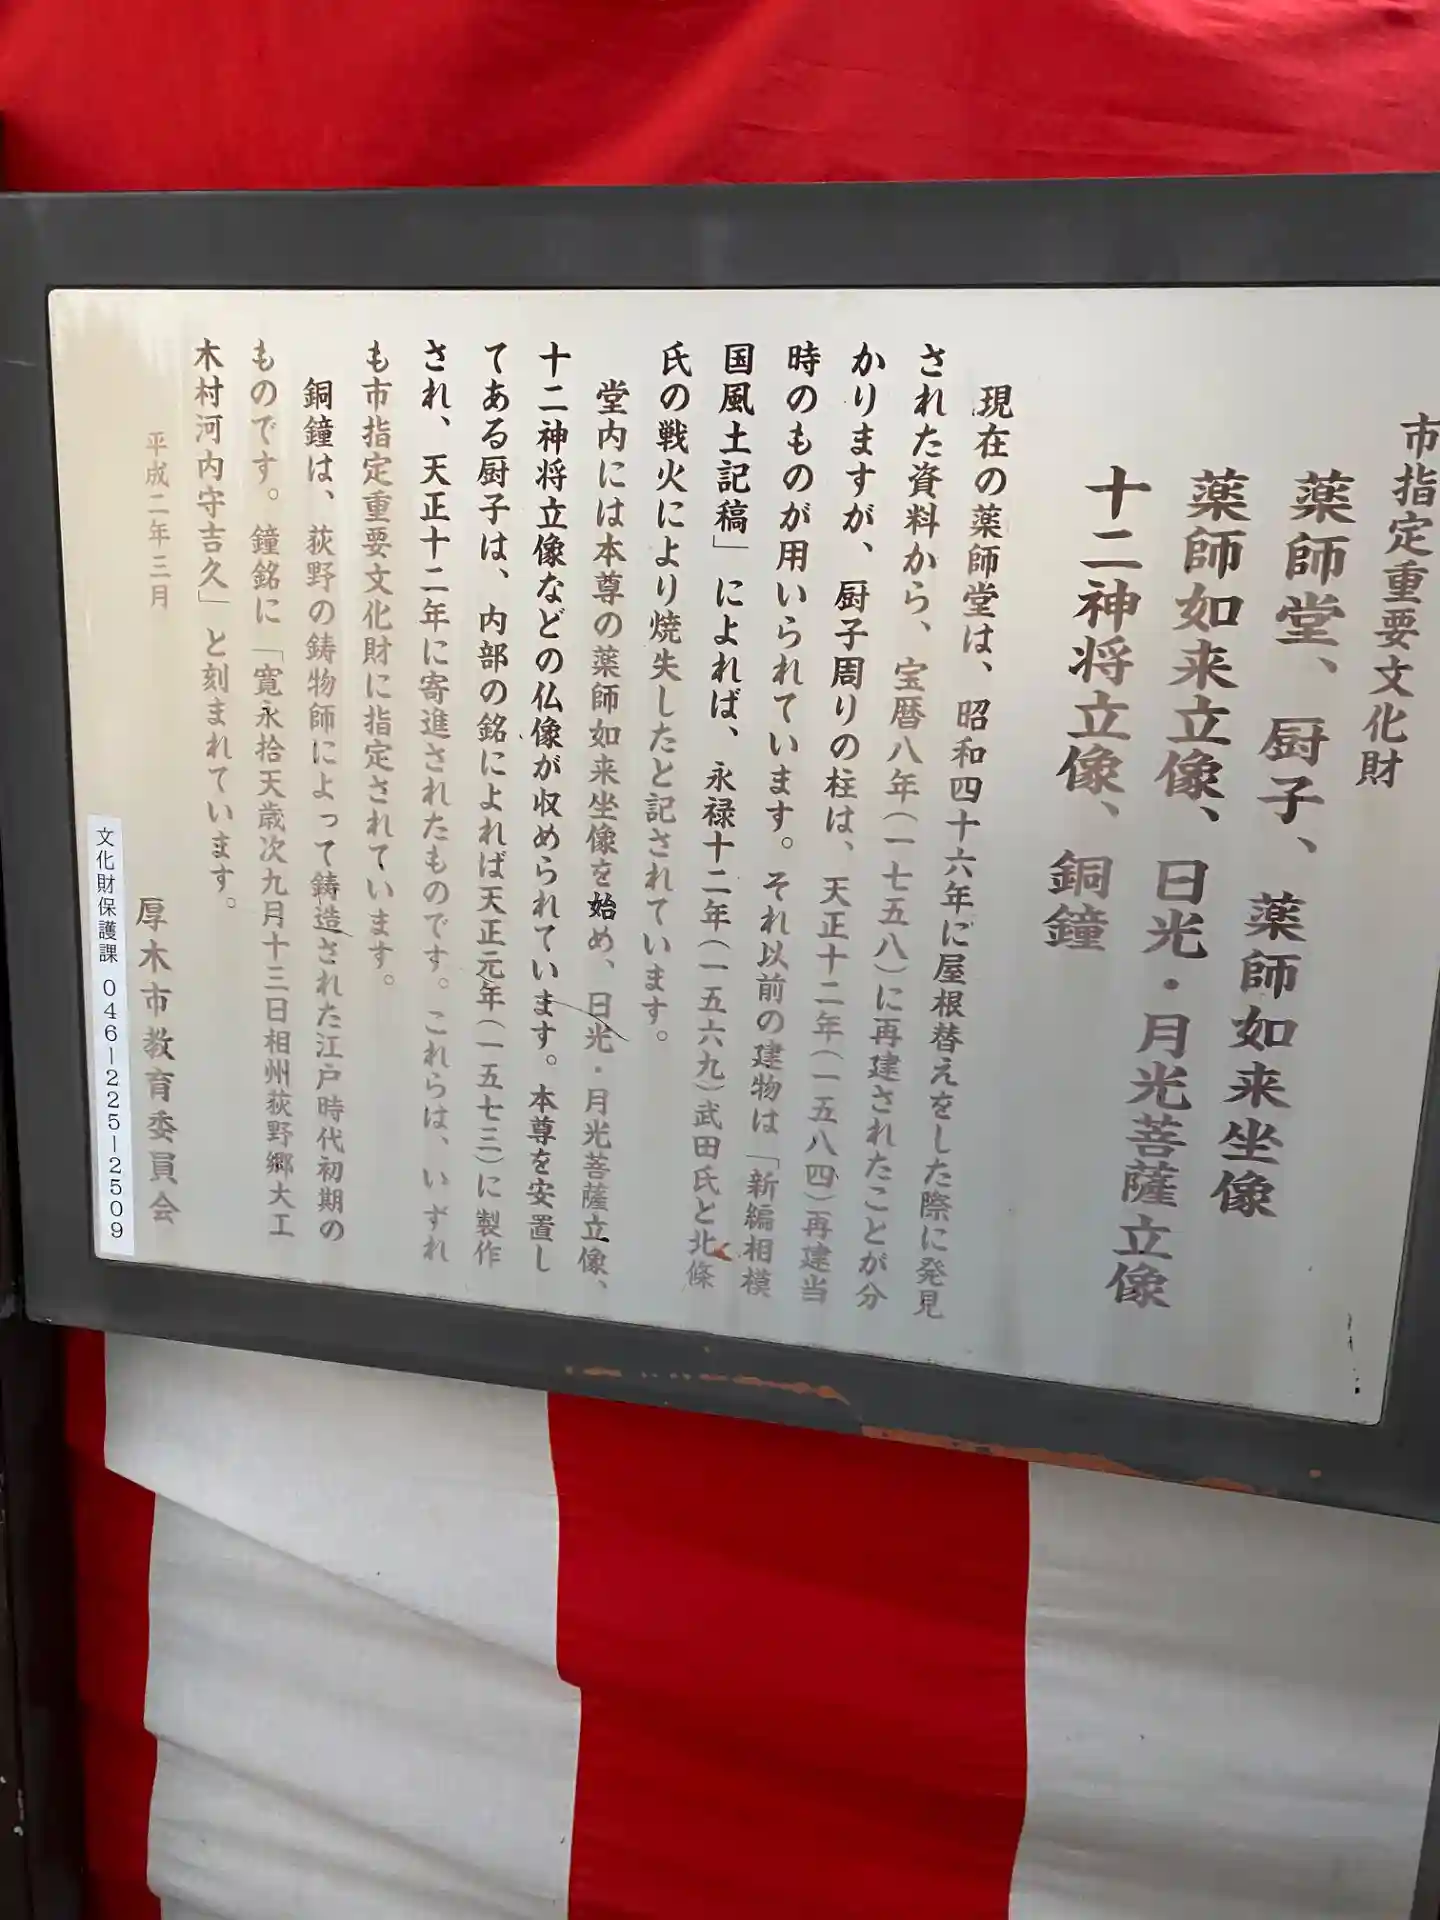 市指定重要文化財
薬師堂、厨子、薬師如来坐像
薬師如来立像、日光・月光菩薩立像
十二神将立像、銅鐘
現在の薬師堂は、昭和四十六年に屋根替えをした際に発見
された資料から、宝暦八年(一七五八)に再建されたことが分
かりますが、厨子周りの柱は、天正十二年(一五八四)再建当
時のものが用いられています。それ以前の建物は「新編相模
国風土記稿」によれば、永禄十二年(一五六九)武田氏と北條
氏の戦火により焼失したと記されています。
堂内には本尊の薬師如来坐像を始め、日光・月光菩薩立像、
十二神将立像などの仏像が収められています。本尊を安置し
てある厨子は、内部の銘によれば天正元年(一五七三)に製作
され、天正十二年に寄進されたものです。これらは、いずれ
も市指定重要文化財に指定されています。
銅鐘は、荻野の鋳物師によって鋳造された江戸時代初期の
ものです。鐘銘に「寛永拾天歳次九月十三日相州荻野郷大工
木村河内守吉久」と刻まれています。
平成二年三月
厚木市教育委員会
文化財保護課 046-225-2509